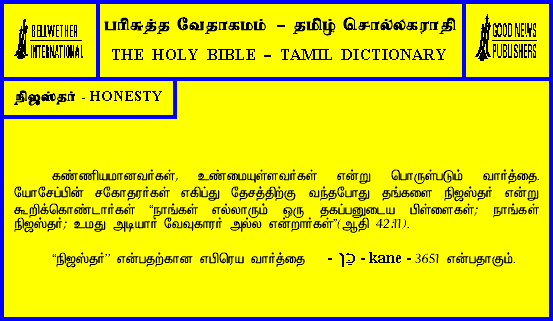 BELLWETHER
INTERNATIONAL
பரிசுத்த வேதாகமம் – தமிழ் சொல்லகராதி
THE HOLY BIBLE – TAMIL DICTIONARY
GOOD NEWS
PUBLISHERS
நிஜஸ்தர் - HONESTY
கண்ணியமானவர்கள், உண்மையுள்ளவர்கள் என்று பொருள்படும் வார்த்தை.
யோசேப்பின் சகோதரர்கள் எகிப்து தேசத்திற்கு வந்தபோது தங்களை நிஜஸ்தர் என்று
கூறிக்கொண்டார்கள் “நாங்கள் எல்லாரும் ஒரு தகப்பனுடைய பிள்ளைகள்; நாங்கள்
நிஜஸ்தர்; உமது அடியார் வேவுகாரர் அல்ல என்றார்கள்”(ஆதி 42:11).
“நிஜஸ்தர்” என்பதற்கான எபிரெய வார்த்தை - כֵּן - kane - 3651 என்பதாகும்.